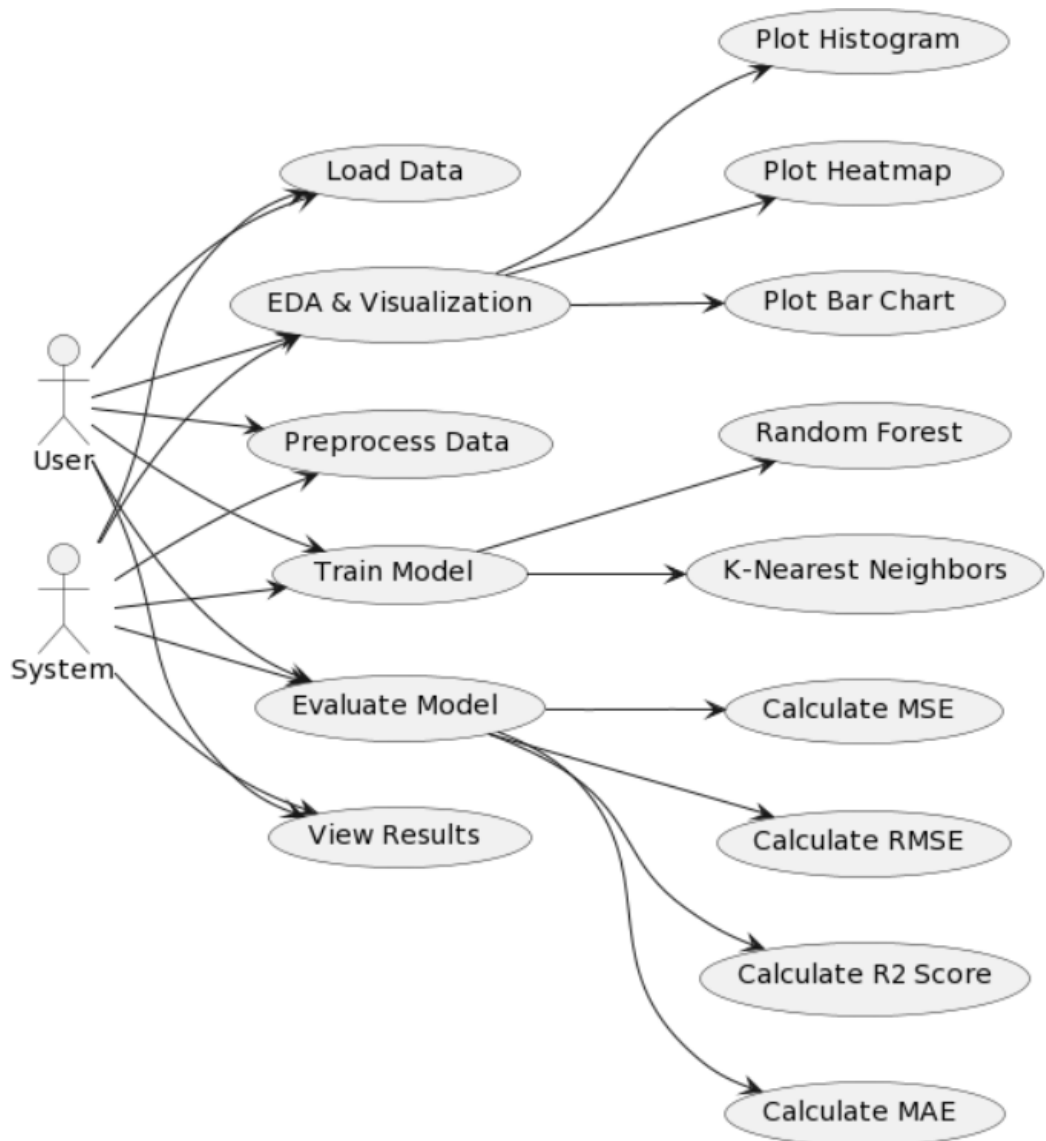 Plot Histogram
Load Data
Plot Heatmap
EDA & Visualization
Plot Bar Chart
User
Preprocess Data
Random Forest
System
Train Model
K-Nearest Neighbors
Evaluate Model
Calculate MSE
View Results
Calculate RMSE
Calculate R2 Score
Calculate MAE